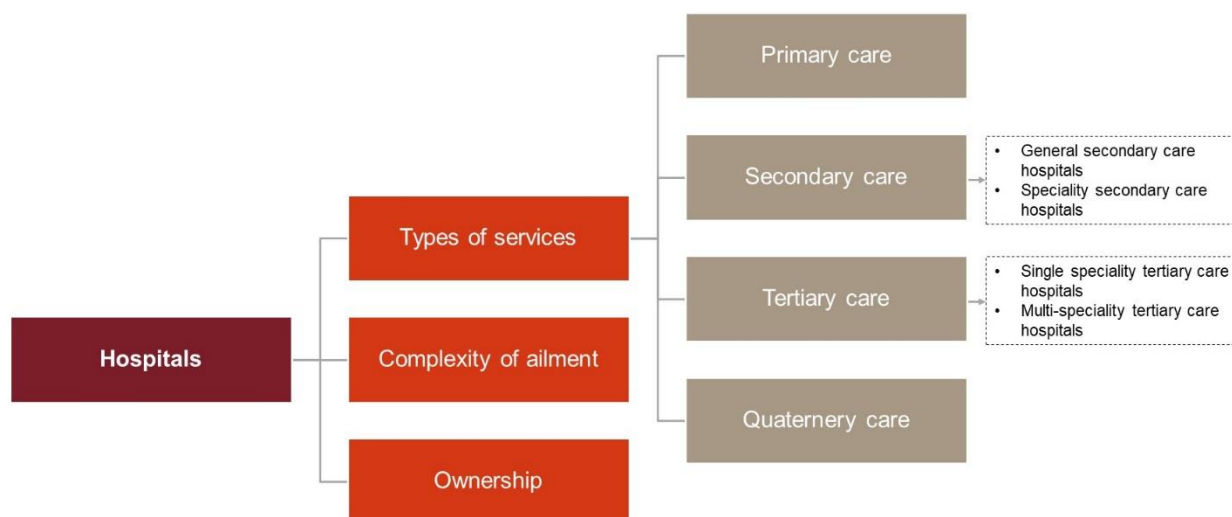 Hospitals
Types of services
Complexity of ailment
Ownership
Primary care
Secondary care
• General secondary care
hospitals
• Speciality secondary care
hospitals
Tertiary care
• Single speciality tertiary care
hospitals
• Multi-speciality tertiary care
hospitals
Quaternery care